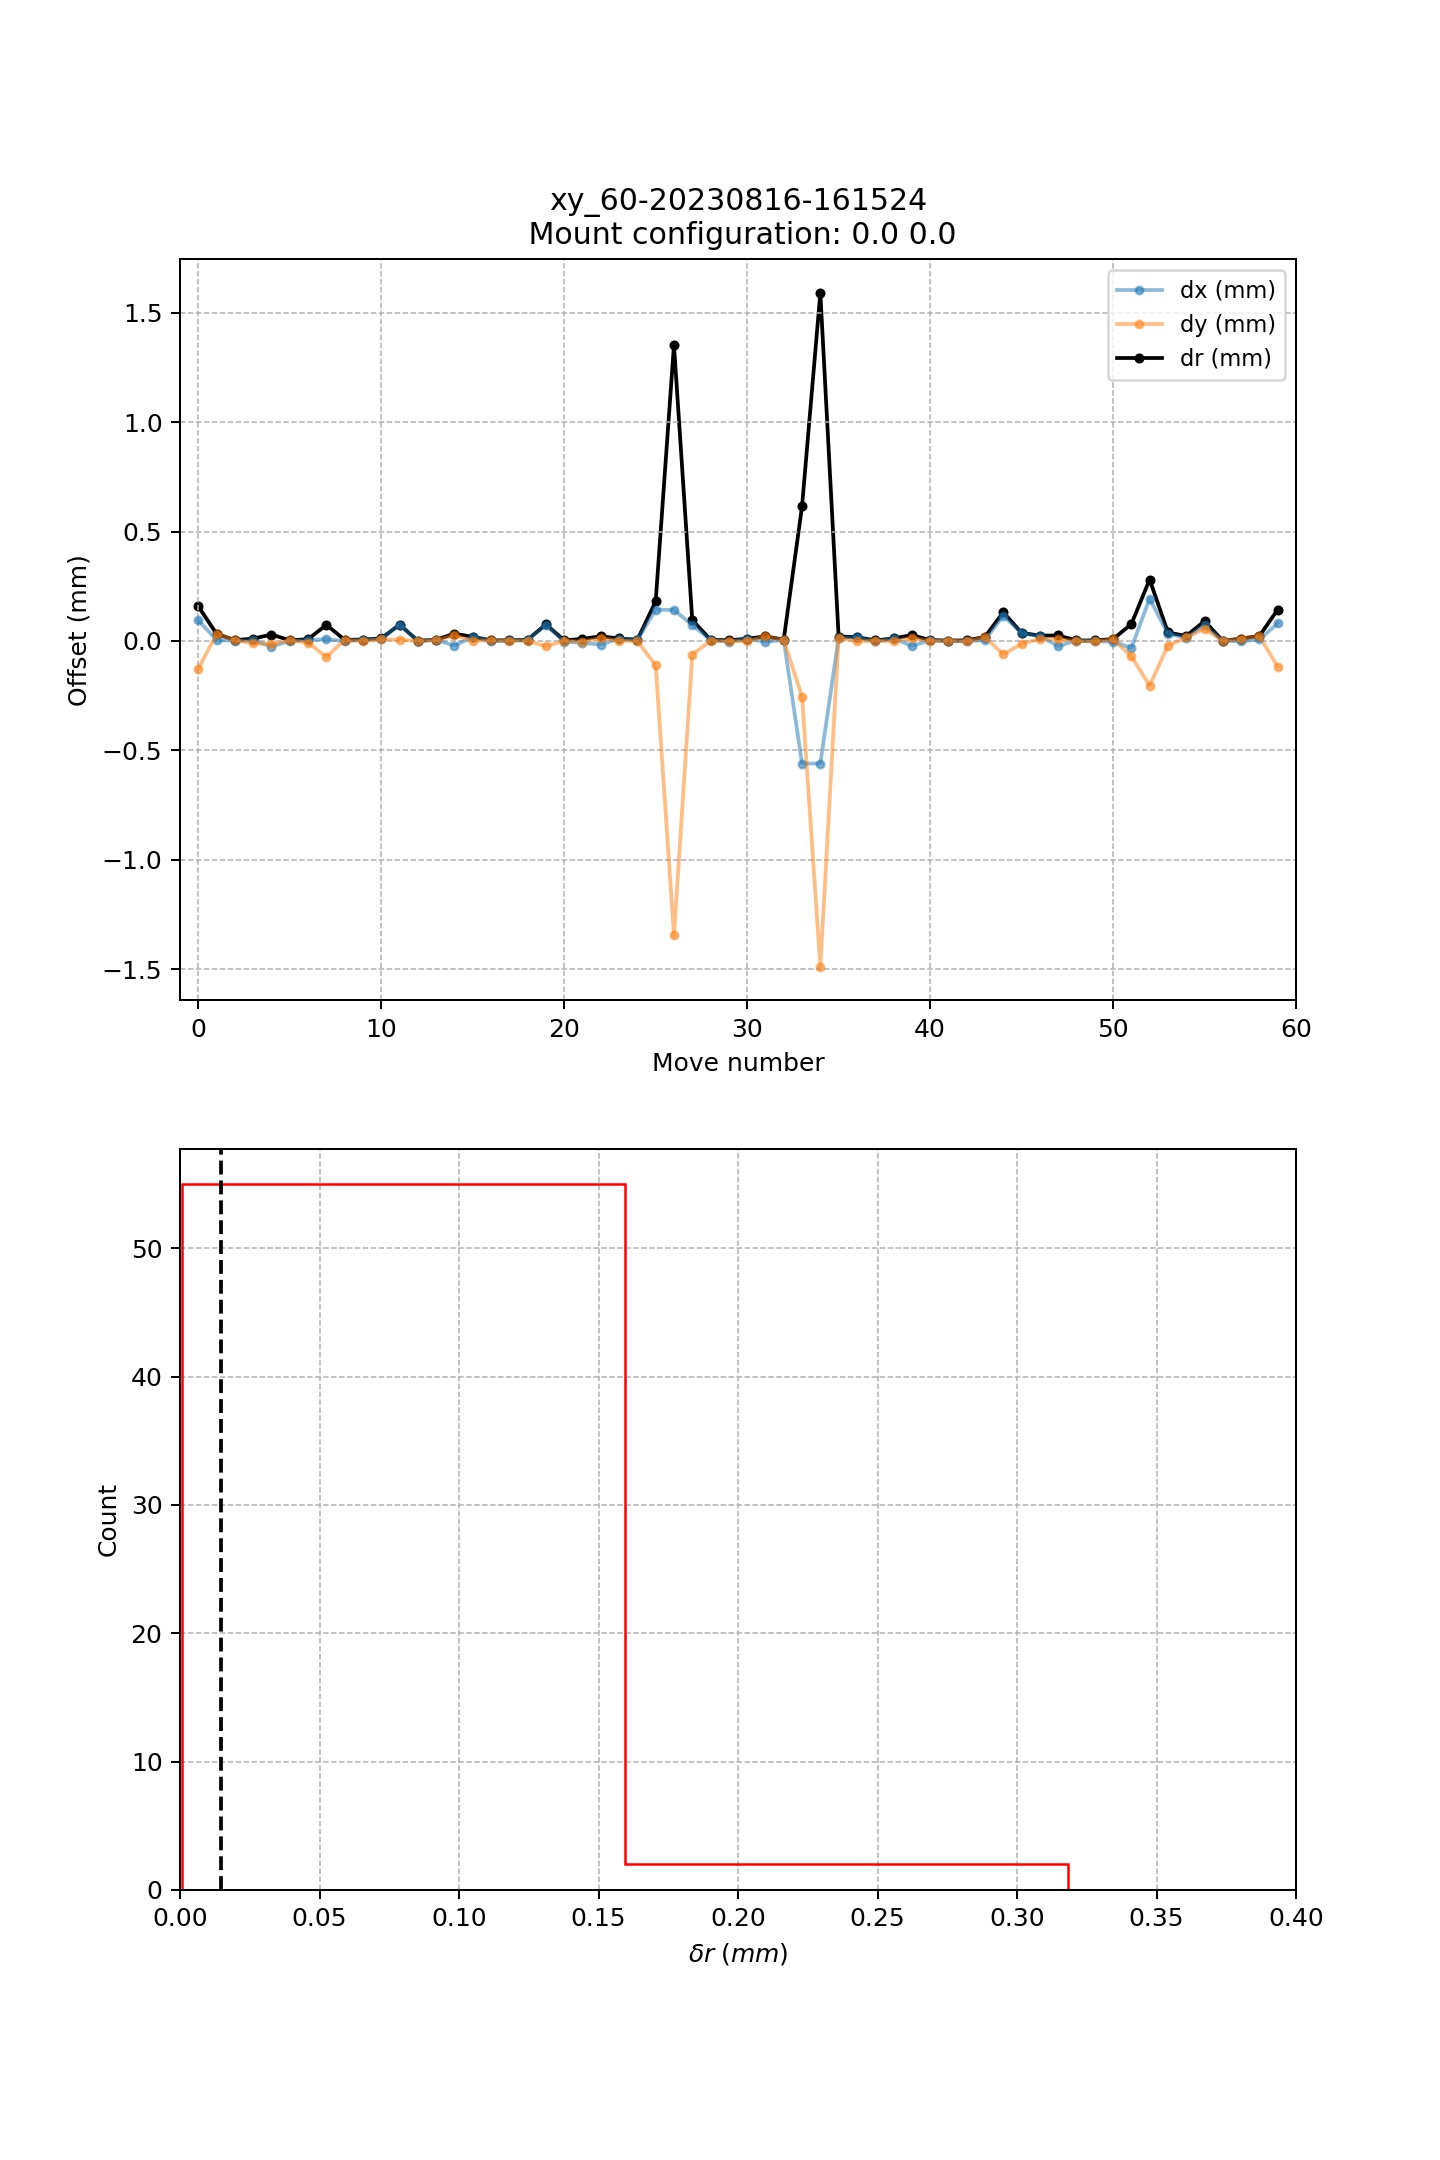 xy_60-20230816-161524
Mount configuration: 0.0 0.0
dx (mm)
dy (mm)
dr (mm)
1.5
1.0
0.5
0.0
−0.5
−1.0
−1.5
Offset (mm)
0 10 20 30 40 50 60
Move number
50
40
30
20
10
0
Count
0.00 0.05 0.10 0.15 0.20 0.25 0.30 0.35 0.40
δr (mm)